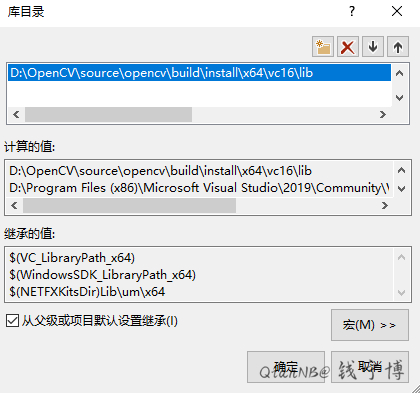 库目录
D:\OpenCV\source\opencv\build\install\x64\vc16\lib
计算的值:
D:\OpenCV\source\opencv\build\install\x64\vc16\lib
D:\Program Files (x86)\Microsoft Visual Studio\2019\Community\V
继承的值:
$(VC_LibraryPath_x64)
$(WindowsSDK_LibraryPath_x64)
$(NETFXKitsDir)Lib\um\x64
从父级或项目默认设置继承(I)
宏(M) >>
确定
取消
QianNB@ 钱宁博